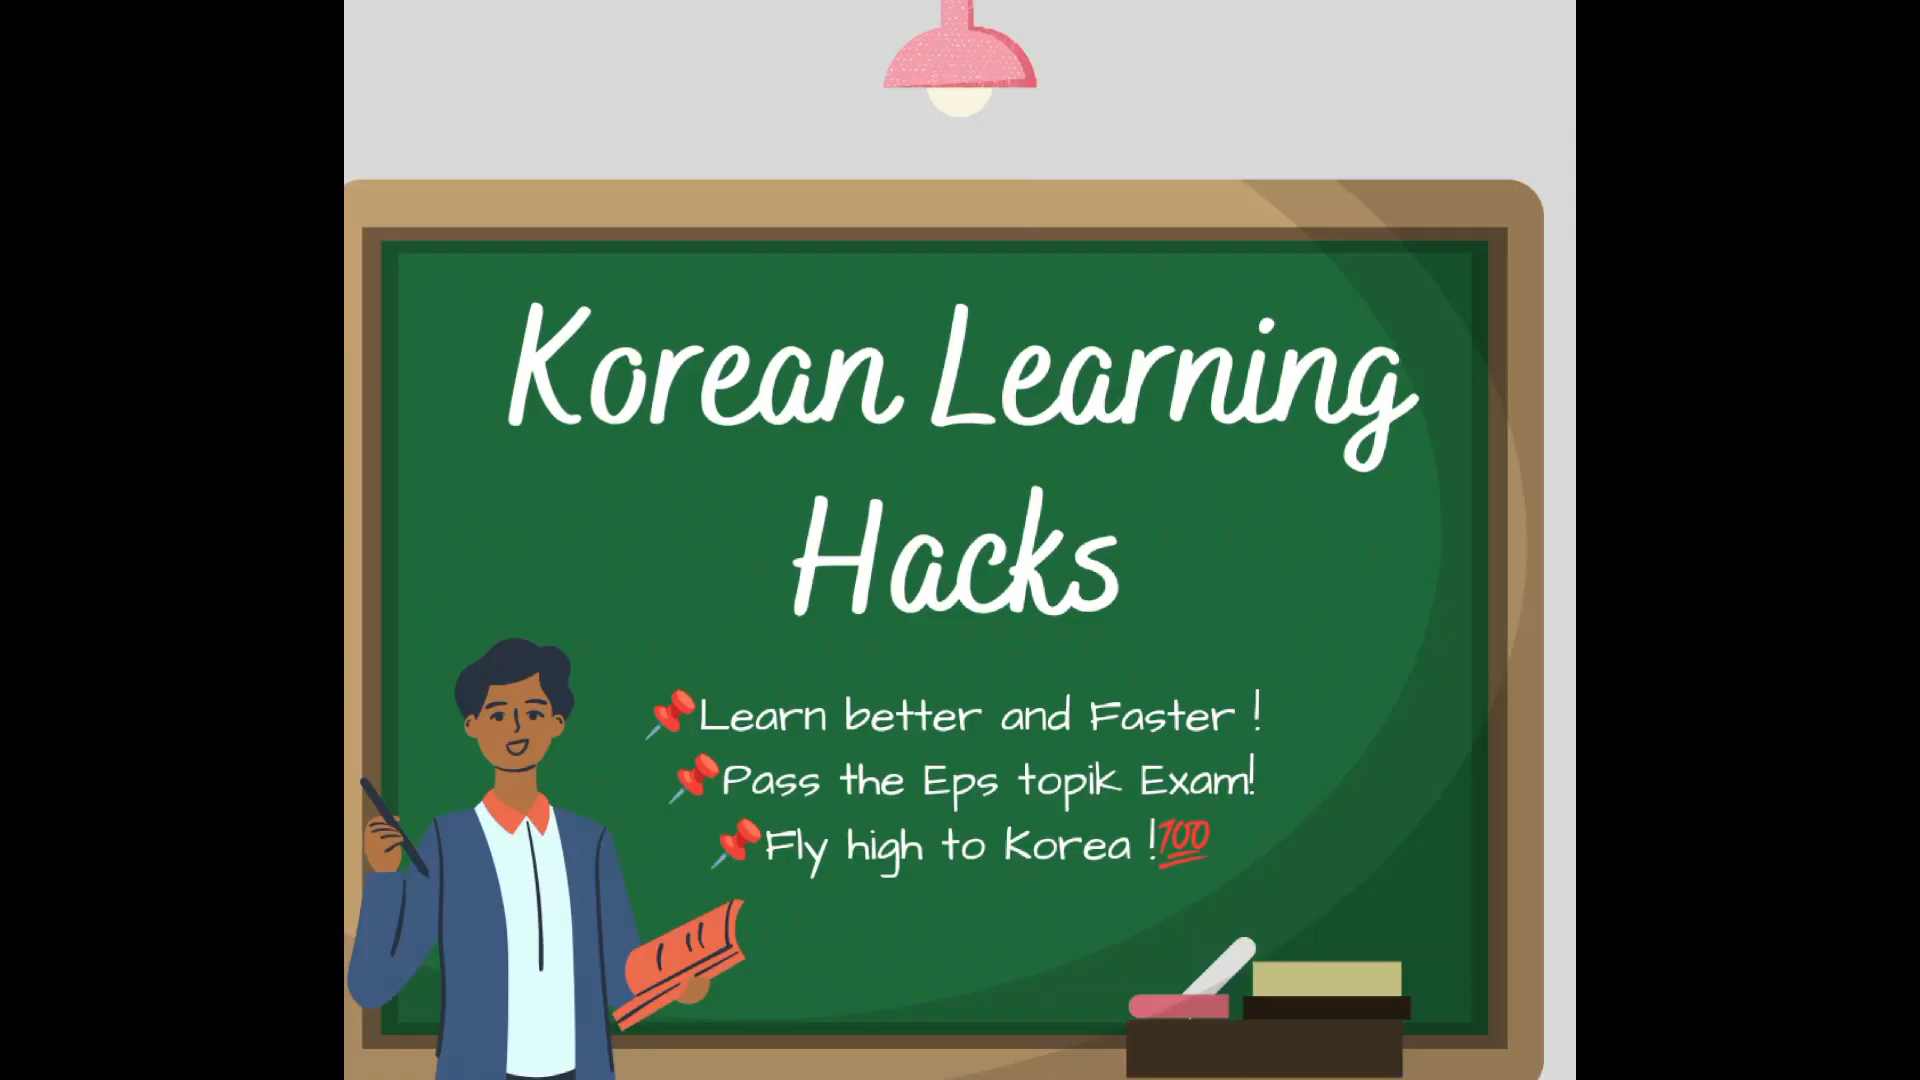 Korean Learning
Hacks
📌Learn better and Faster !
📌Pass the Eps topik Exam!
📌Fly high to Korea !💯